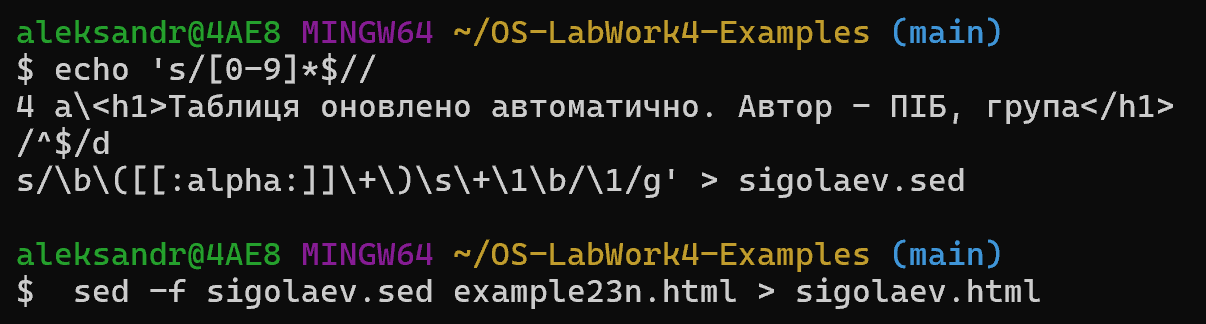 aleksandr@4AE8 MINGW64 ~/OS-LabWork4-Examples (main)
$ echo 's/[0-9]*$//
4 a\<h1>Таблиця оновлено автоматично. Автор - ПІБ, група</h1>
/^$/d
s/\b\([[:alpha:]]\+\)\s\+\1\b/\1/g' > sigolaev.sed
aleksandr@4AE8 MINGW64 ~/OS-LabWork4-Examples (main)
$  sed -f sigolaev.sed example23n.html > sigolaev.html